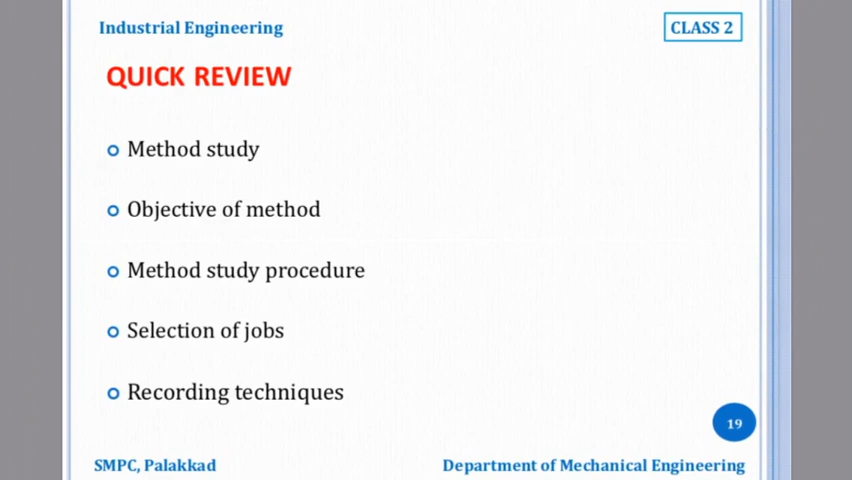 Industrial Engineering
CLASS 2
QUICK REVIEW
Method study
Objective of method
Method study procedure
Selection of jobs
Recording techniques
19
SMPC, Palakkad
Department of Mechanical Engineering